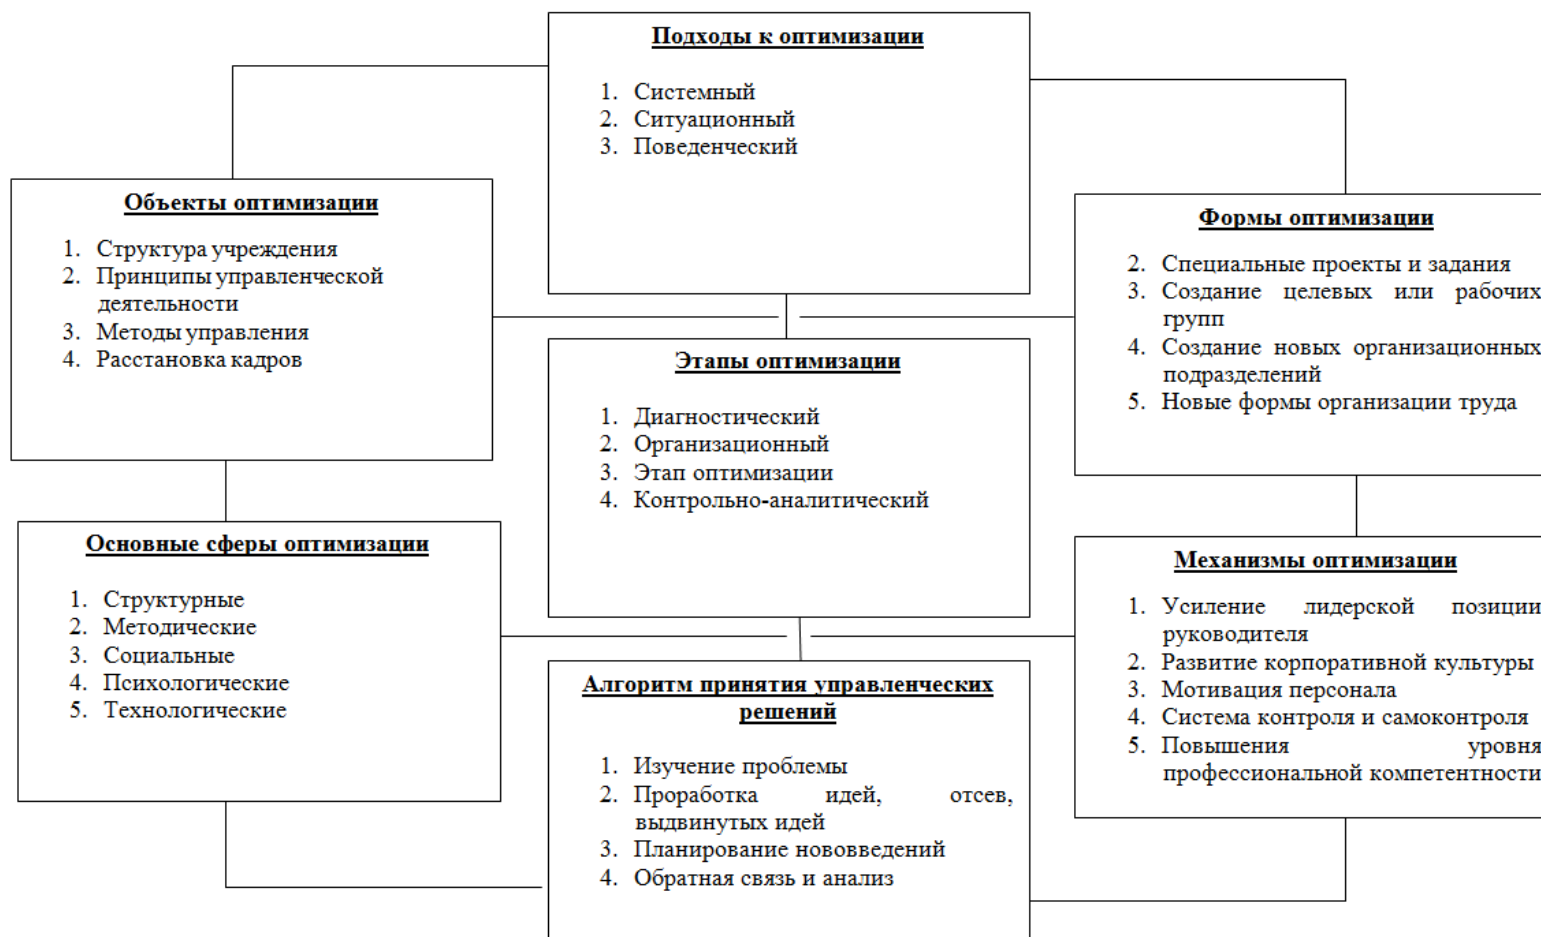 Подходы к оптимизации
1. Системный
2. Ситуационный
3. Поведенческий
Объекты оптимизации
1. Структура учреждения
2. Принципы управленческой
деятельности
3. Методы управления
4. Расстановка кадров
Формы оптимизации
2. Специальные проекты и задания
3. Создание целевых или рабочих
групп
4. Создание новых организационных
подразделений
5. Новые формы организации труда
Этапы оптимизации
1. Диагностический
2. Организационный
3. Этап оптимизации
4. Контрольно-аналитический
Основные сферы оптимизации
1. Структурные
2. Методические
3. Социальные
4. Психологические
5. Технологические
Механизмы оптимизации
1. Усиление лидерской позиции
руководителя
2. Развитие корпоративной культуры
3. Мотивация персонала
4. Система контроля и самоконтроля
5. Повышения уровня
профессиональной компетентности
Алгоритм принятия управленческих
решений
1. Изучение проблемы
2. Проработка идей, отсев,
выдвинутых идей
3. Планирование нововведений
4. Обратная связь и анализ